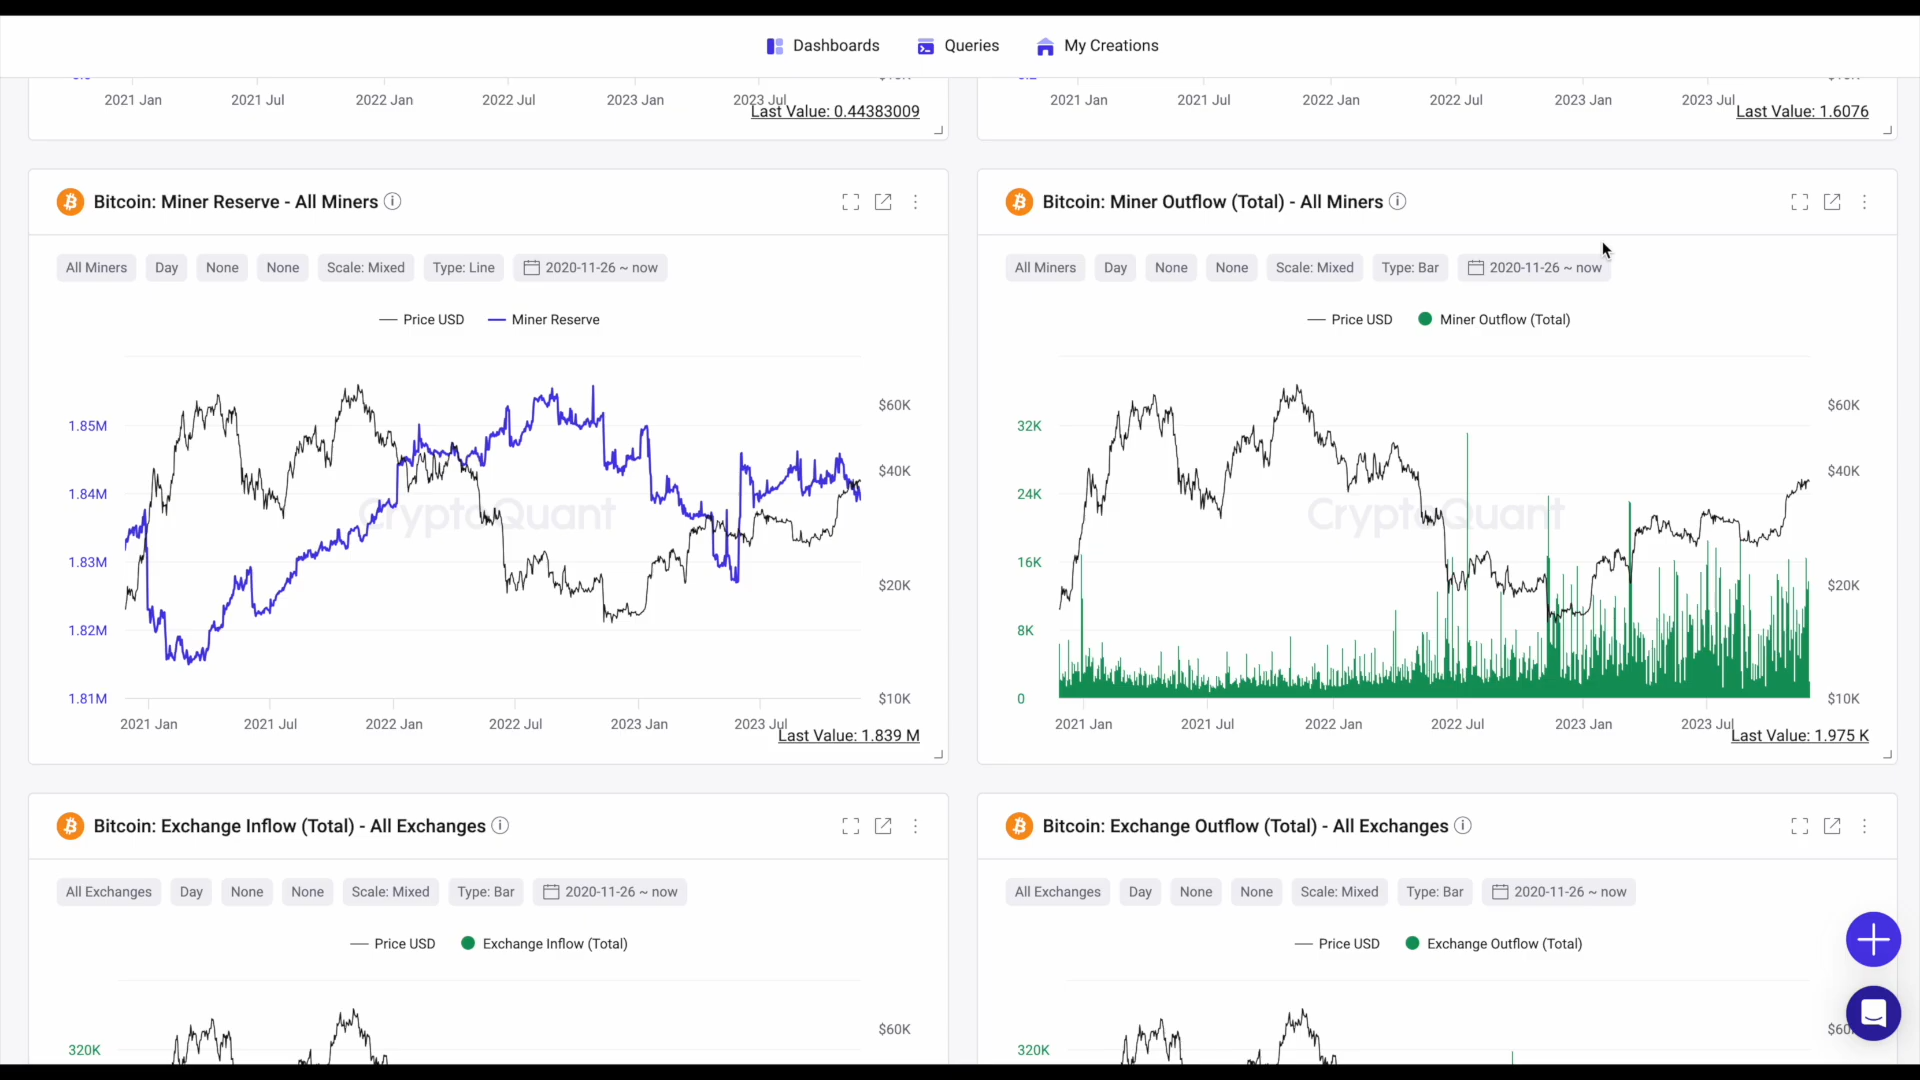 Dashboards Queries My Creations
2021 Jan 2021 Jul 2022 Jan 2022 Jul 2023 Jan 2023 Jul
Last Value: 0.44383009
2021 Jan 2021 Jul 2022 Jan 2022 Jul 2023 Jan 2023 Jul
Last Value: 1.6076
Bitcoin: Miner Reserve - All Miners
All Miners Day None None Scale: Mixed Type: Line 2020-11-26 ~ now
Price USD Miner Reserve
$60K
1.85M
$40K
1.84M
CryptoQuant
1.83M
$20K
1.82M
1.81M
$10K
2021 Jan 2021 Jul 2022 Jan 2022 Jul 2023 Jan 2023 Jul
Last Value: 1.839 M
Bitcoin: Miner Outflow (Total) - All Miners
All Miners Day None None Scale: Mixed Type: Bar 2020-11-26 ~ now
Price USD Miner Outflow (Total)
$60K
32K
$40K
24K
CryptoQuant
16K
$20K
8K
0
$10K
2021 Jan 2021 Jul 2022 Jan 2022 Jul 2023 Jan 2023 Jul
Last Value: 1.975 K
Bitcoin: Exchange Inflow (Total) - All Exchanges
All Exchanges Day None None Scale: Mixed Type: Bar 2020-11-26 ~ now
Price USD Exchange Inflow (Total)
$60K
320K
Bitcoin: Exchange Outflow (Total) - All Exchanges
All Exchanges Day None None Scale: Mixed Type: Bar 2020-11-26 ~ now
Price USD Exchange Outflow (Total)
320K